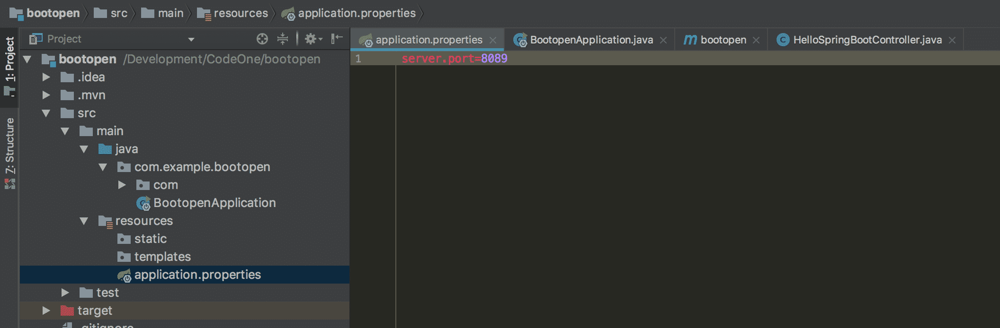 bootopen src main resources application.properties
1: Project
7: Structure
Project
bootopen /Development/CodeOne/bootopen
.idea
.mvn
src
main
java
com.example.bootopen
com
BootopenApplication
resources
static
templates
application.properties
test
target
.gitignore
application.properties BootopenApplication.java bootopen HelloSpringBootController.java
1 server.port=8089